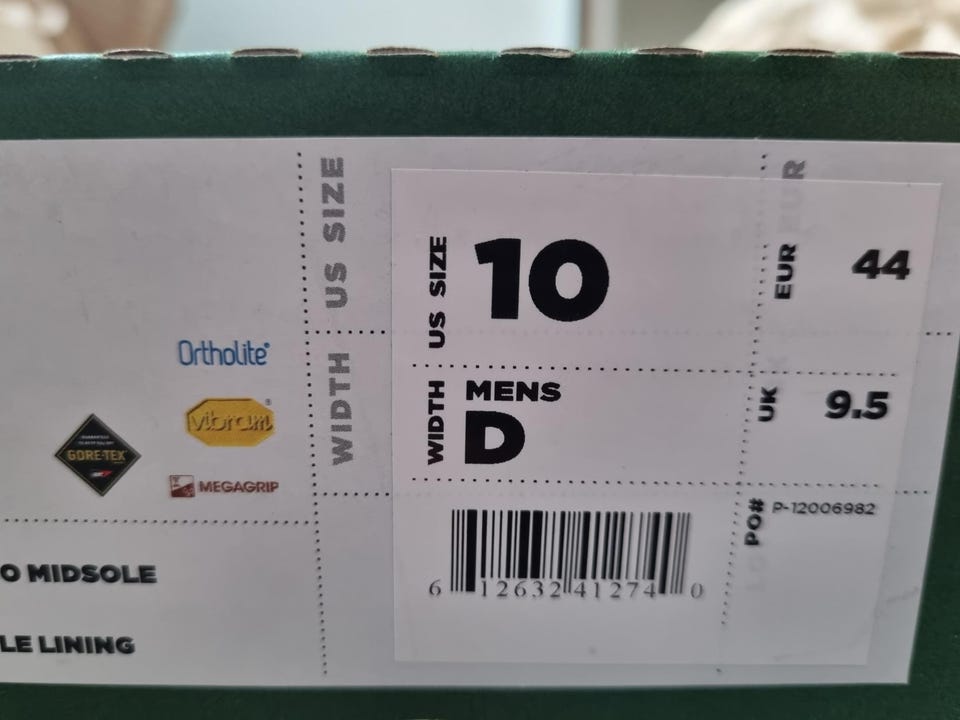 US SIZE
WIDTH
Ortholite®
vibram®
GORE-TEX
MEGAGRIP
O MIDSOLE
LE LINING
US SIZE
10
EUR
EUR
44
WIDTH
MENS
D
UK
9.5
PO#
P-12006982
6 12632 41274 0